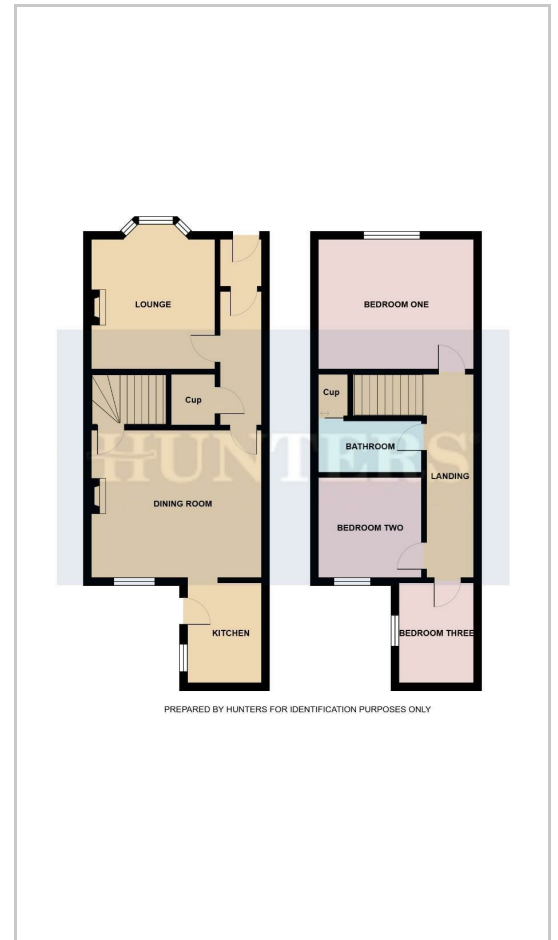 LOUNGE
Cup
DINING ROOM
KITCHEN
BEDROOM ONE
Cup
BATHROOM
LANDING
BEDROOM TWO
BEDROOM THREE
HUNTERS
PREPARED BY HUNTERS FOR IDENTIFICATION PURPOSES ONLY